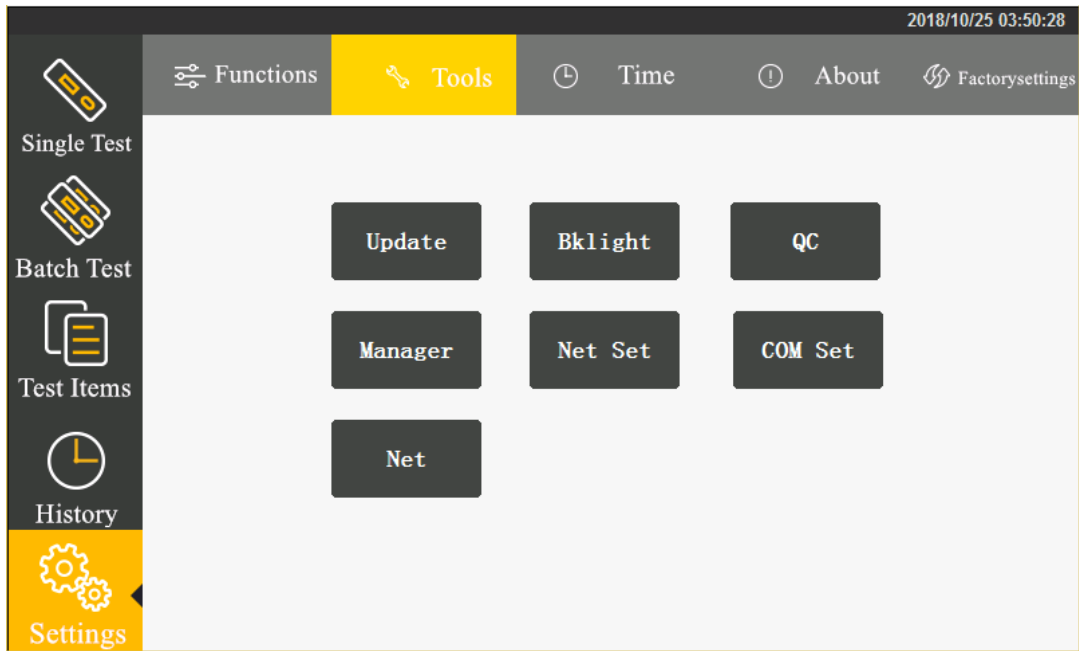 2018/10/25 03:50:28
Functions
Tools
Time
About
Factorysettings
Single Test
Batch Test
Test Items
History
Settings
Update
Bklight
QC
Manager
Net Set
COM Set
Net